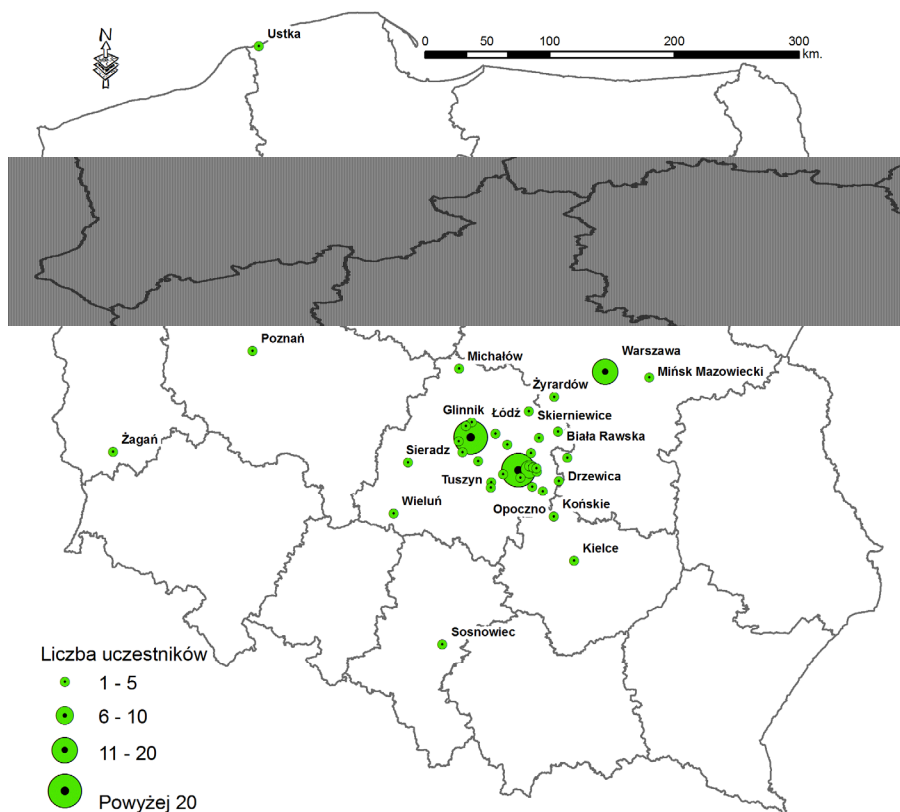 Ustka
N
0 50 100 200 300
km.
Poznań
Michałów
Warszawa
Mińsk Mazowiecki
Żyrardów
Glinnik
Łódź
Skierniewice
Żagań
Sieradz
Biała Rawska
Tuszyn
Drzewica
Wieluń
Opoczno
Końskie
Kielce
Sosnowiec
Liczba uczestników
1 - 5
6 - 10
11 - 20
Powyżej 20